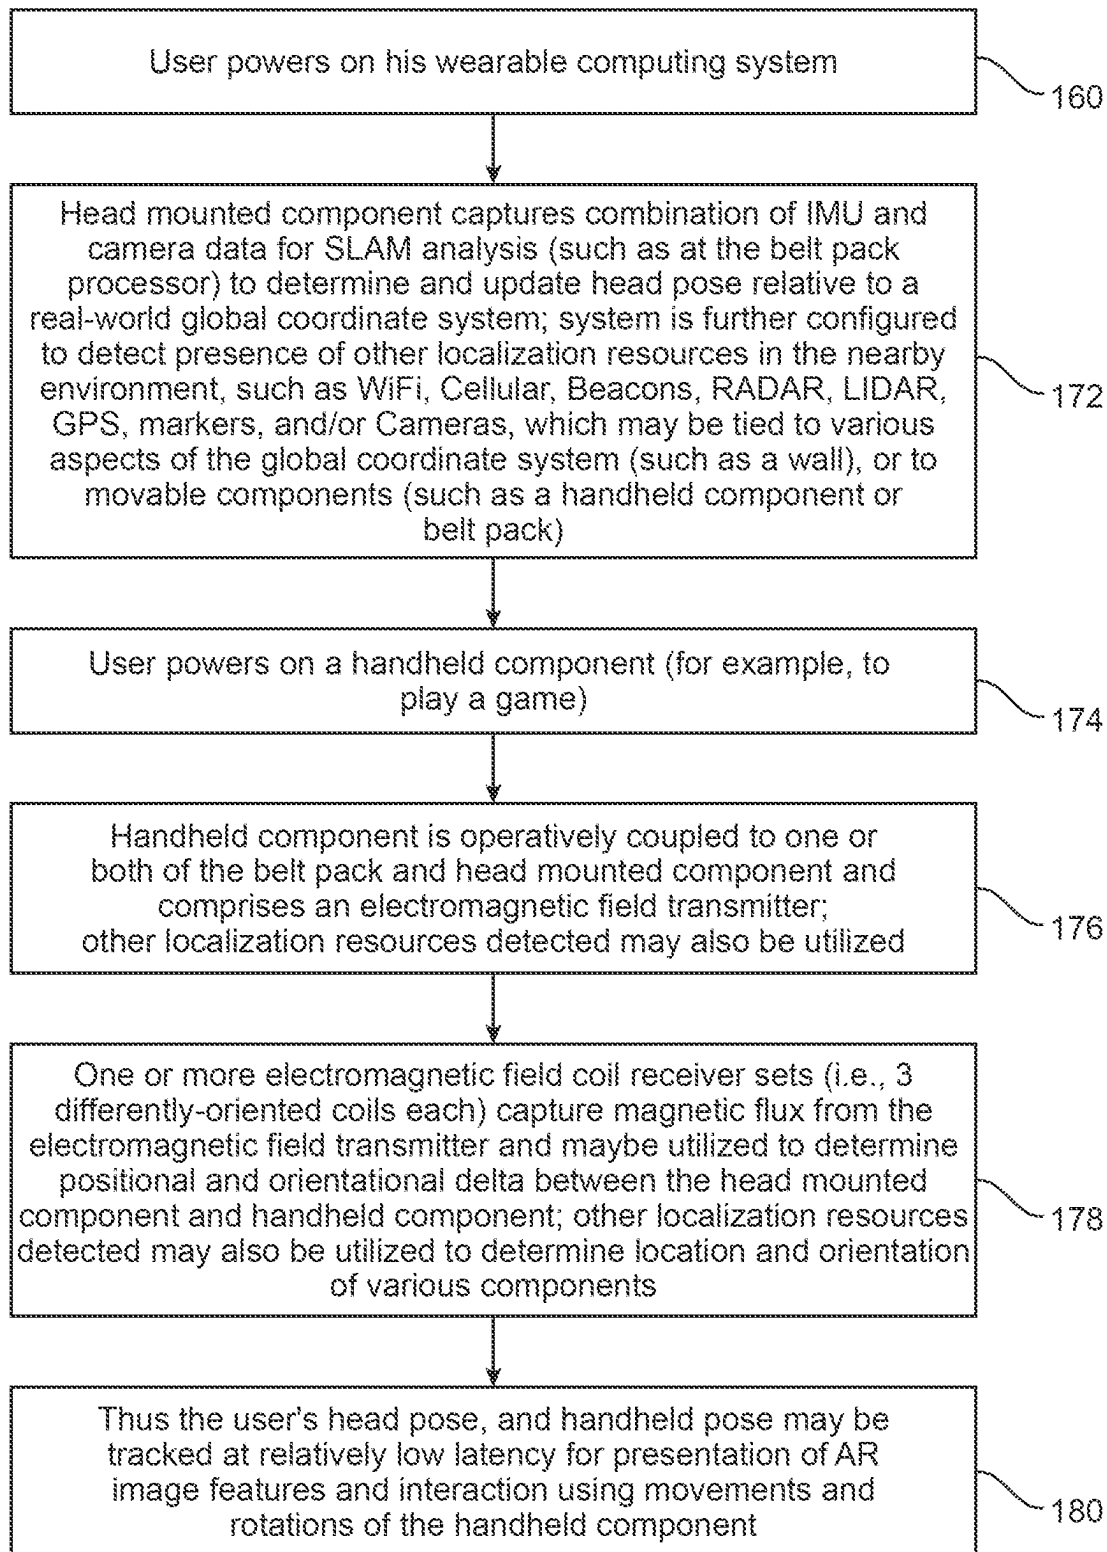 User powers on his wearable computing system
160
Head mounted component captures combination of IMU and
camera data for SLAM analysis (such as at the belt pack
processor) to determine and update head pose relative to a
real-world global coordinate system; system is further configured
to detect presence of other localization resources in the nearby
environment, such as WiFi, Cellular, Beacons, RADAR, LIDAR,
GPS, markers, and/or Cameras, which may be tied to various
aspects of the global coordinate system (such as a wall), or to
movable components (such as a handheld component or
belt pack)
172
User powers on a handheld component (for example, to
play a game)
174
Handheld component is operatively coupled to one or
both of the belt pack and head mounted component and
comprises an electromagnetic field transmitter;
other localization resources detected may also be utilized
176
One or more electromagnetic field coil receiver sets (i.e., 3
differently-oriented coils each) capture magnetic flux from the
electromagnetic field transmitter and maybe utilized to determine
positional and orientational delta between the head mounted
component and handheld component; other localization resources
detected may also be utilized to determine location and orientation
of various components
178
Thus the user's head pose, and handheld pose may be
tracked at relatively low latency for presentation of AR
image features and interaction using movements and
rotations of the handheld component
180